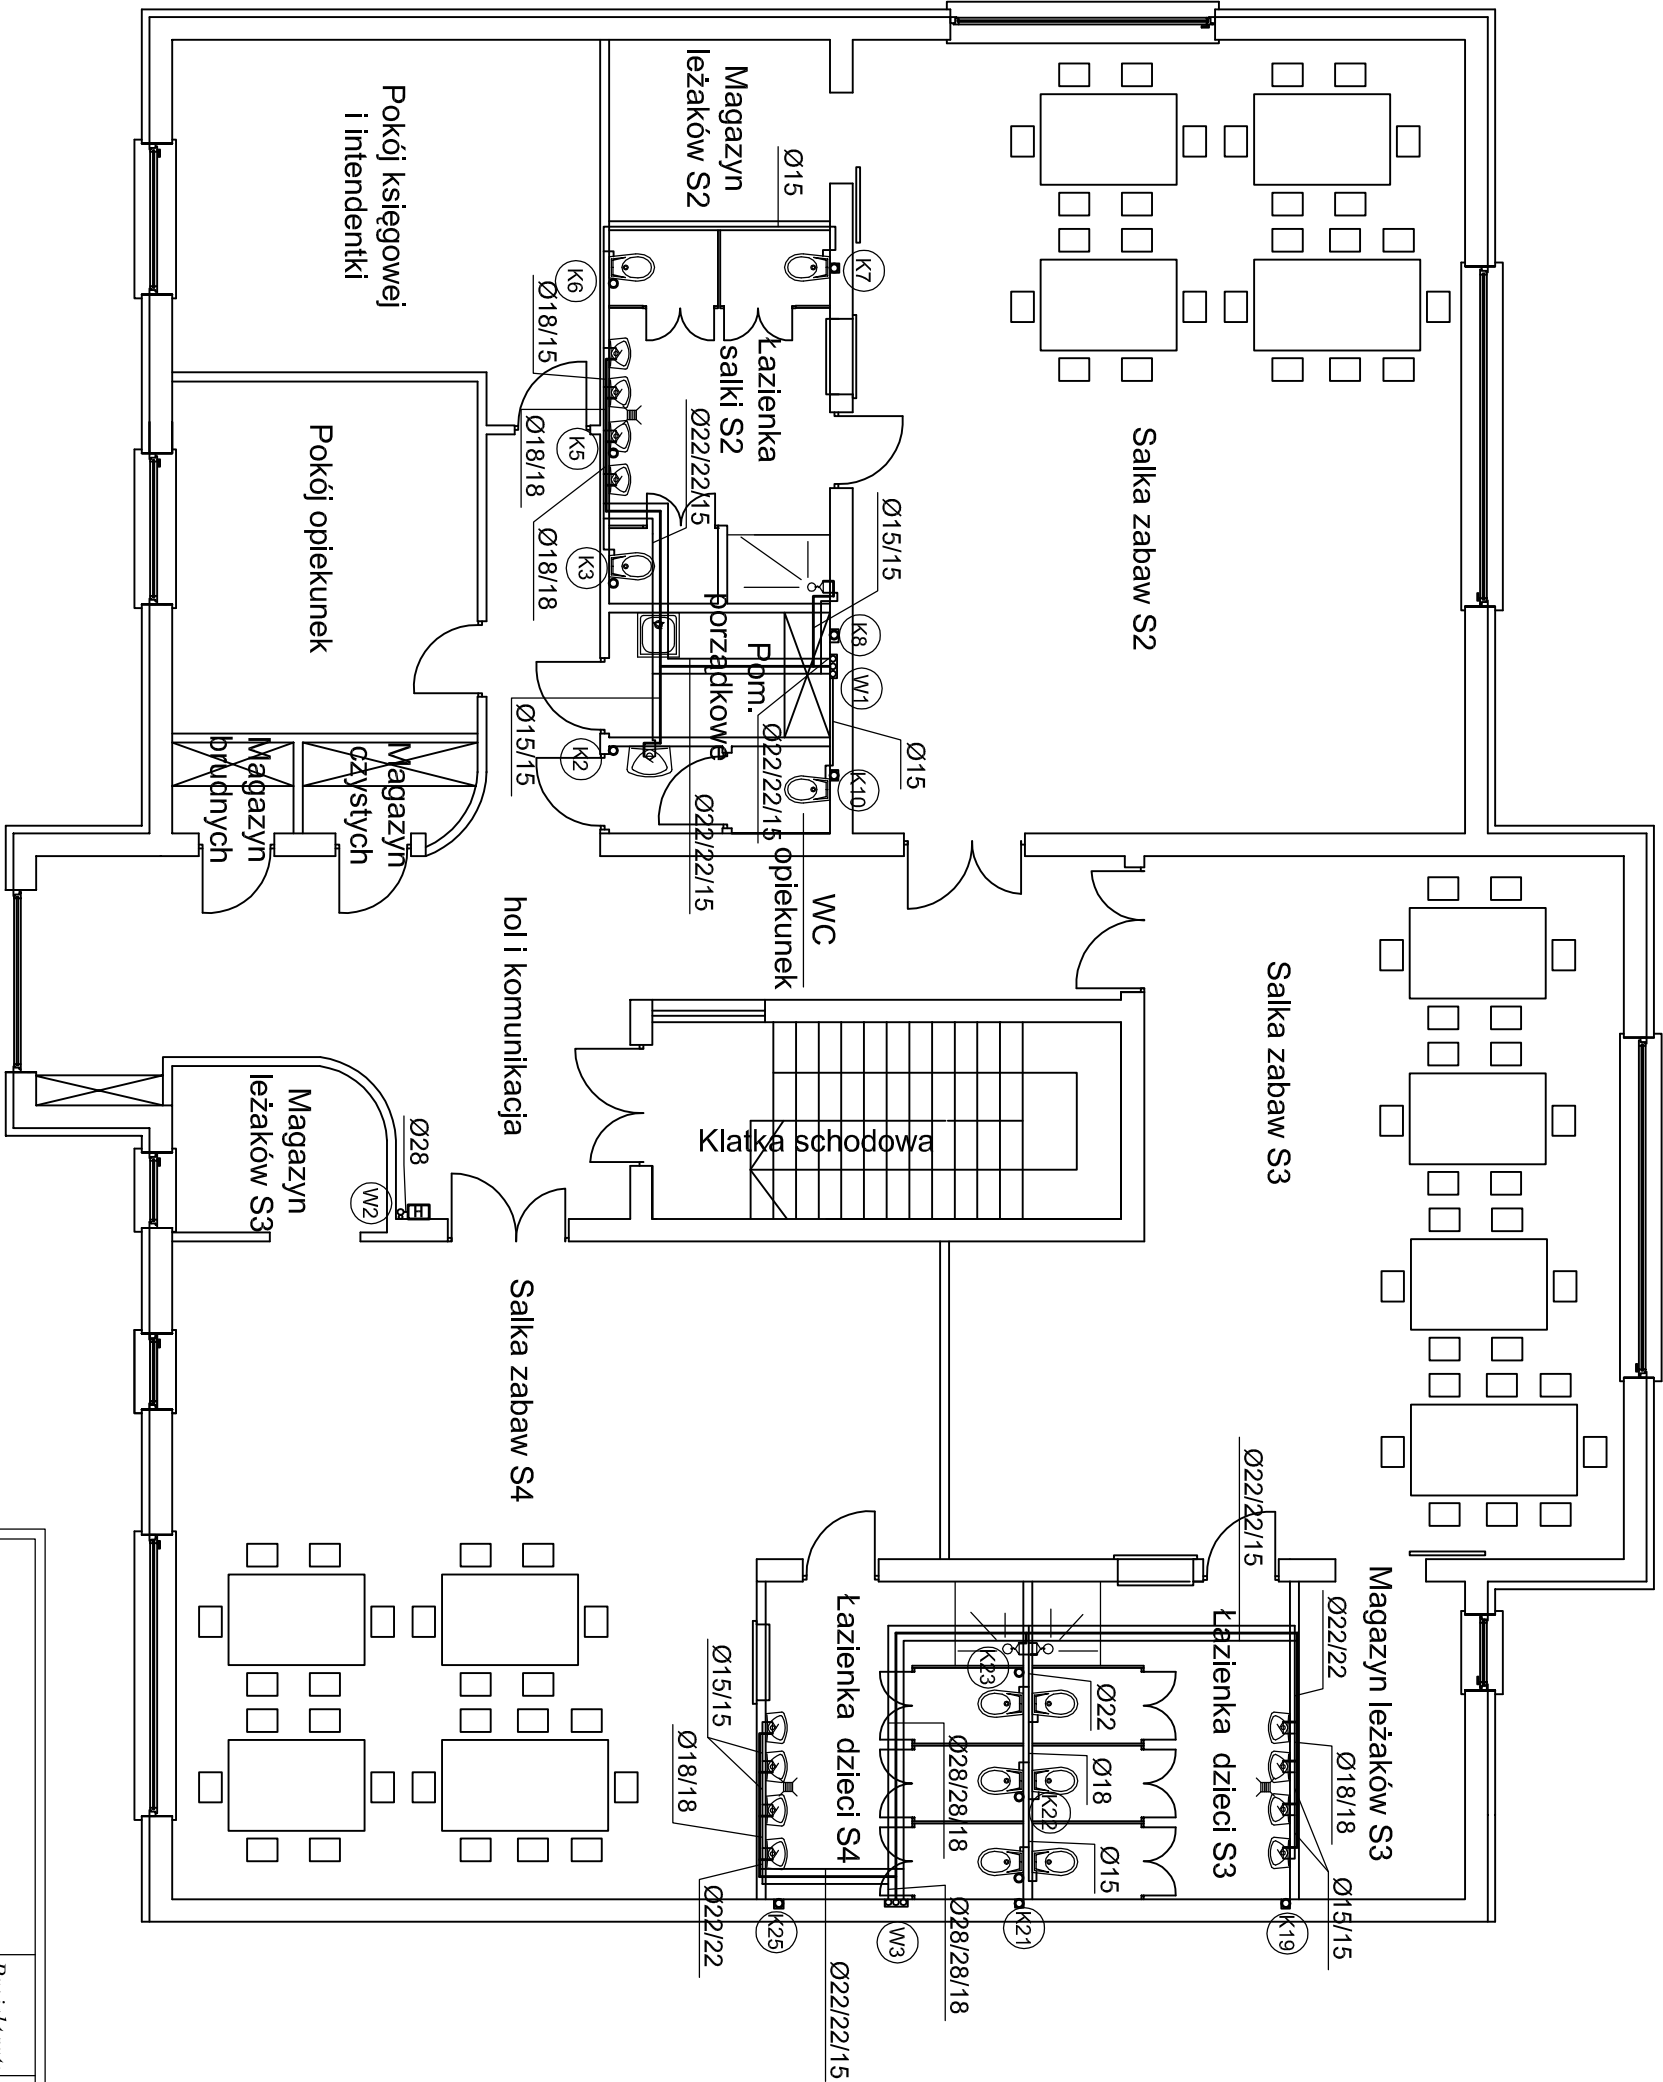 Salka zabaw S2
Magazyn
leżaków S2
Pokój księgowej
i intendentki
Ø15
K7
K6
Ø18/15
Łazienka
salki S2
Ø22/22/15
Ø15/15
K5
Ø18/18
K3
Ø18/18
Pokój opiekunek
K8
W1
Pom.
porządkowe
Ø15
K10
Ø22/22/15
K2
Ø15/15
Ø22/22/15
Magazyn
czystych
Magazyn
brudnych
WC
opiekunek
hol i komunikacja
Salka zabaw S3
Klatka schodowa
Magazyn
leżaków S3
Ø28
W2
Salka zabaw S4
Ø22/22/15
Magazyn leżaków S3
Ø22/22
Łazienka dzieci S3
Łazienka dzieci S4
K23
Ø22
Ø15/15
Ø18/18
Ø28/28/18
Ø18
K22
Ø18/18
Ø15
Ø15/15
K19
K21
W3
Ø28/28/18
K25
Ø22/22
Ø22/22/15